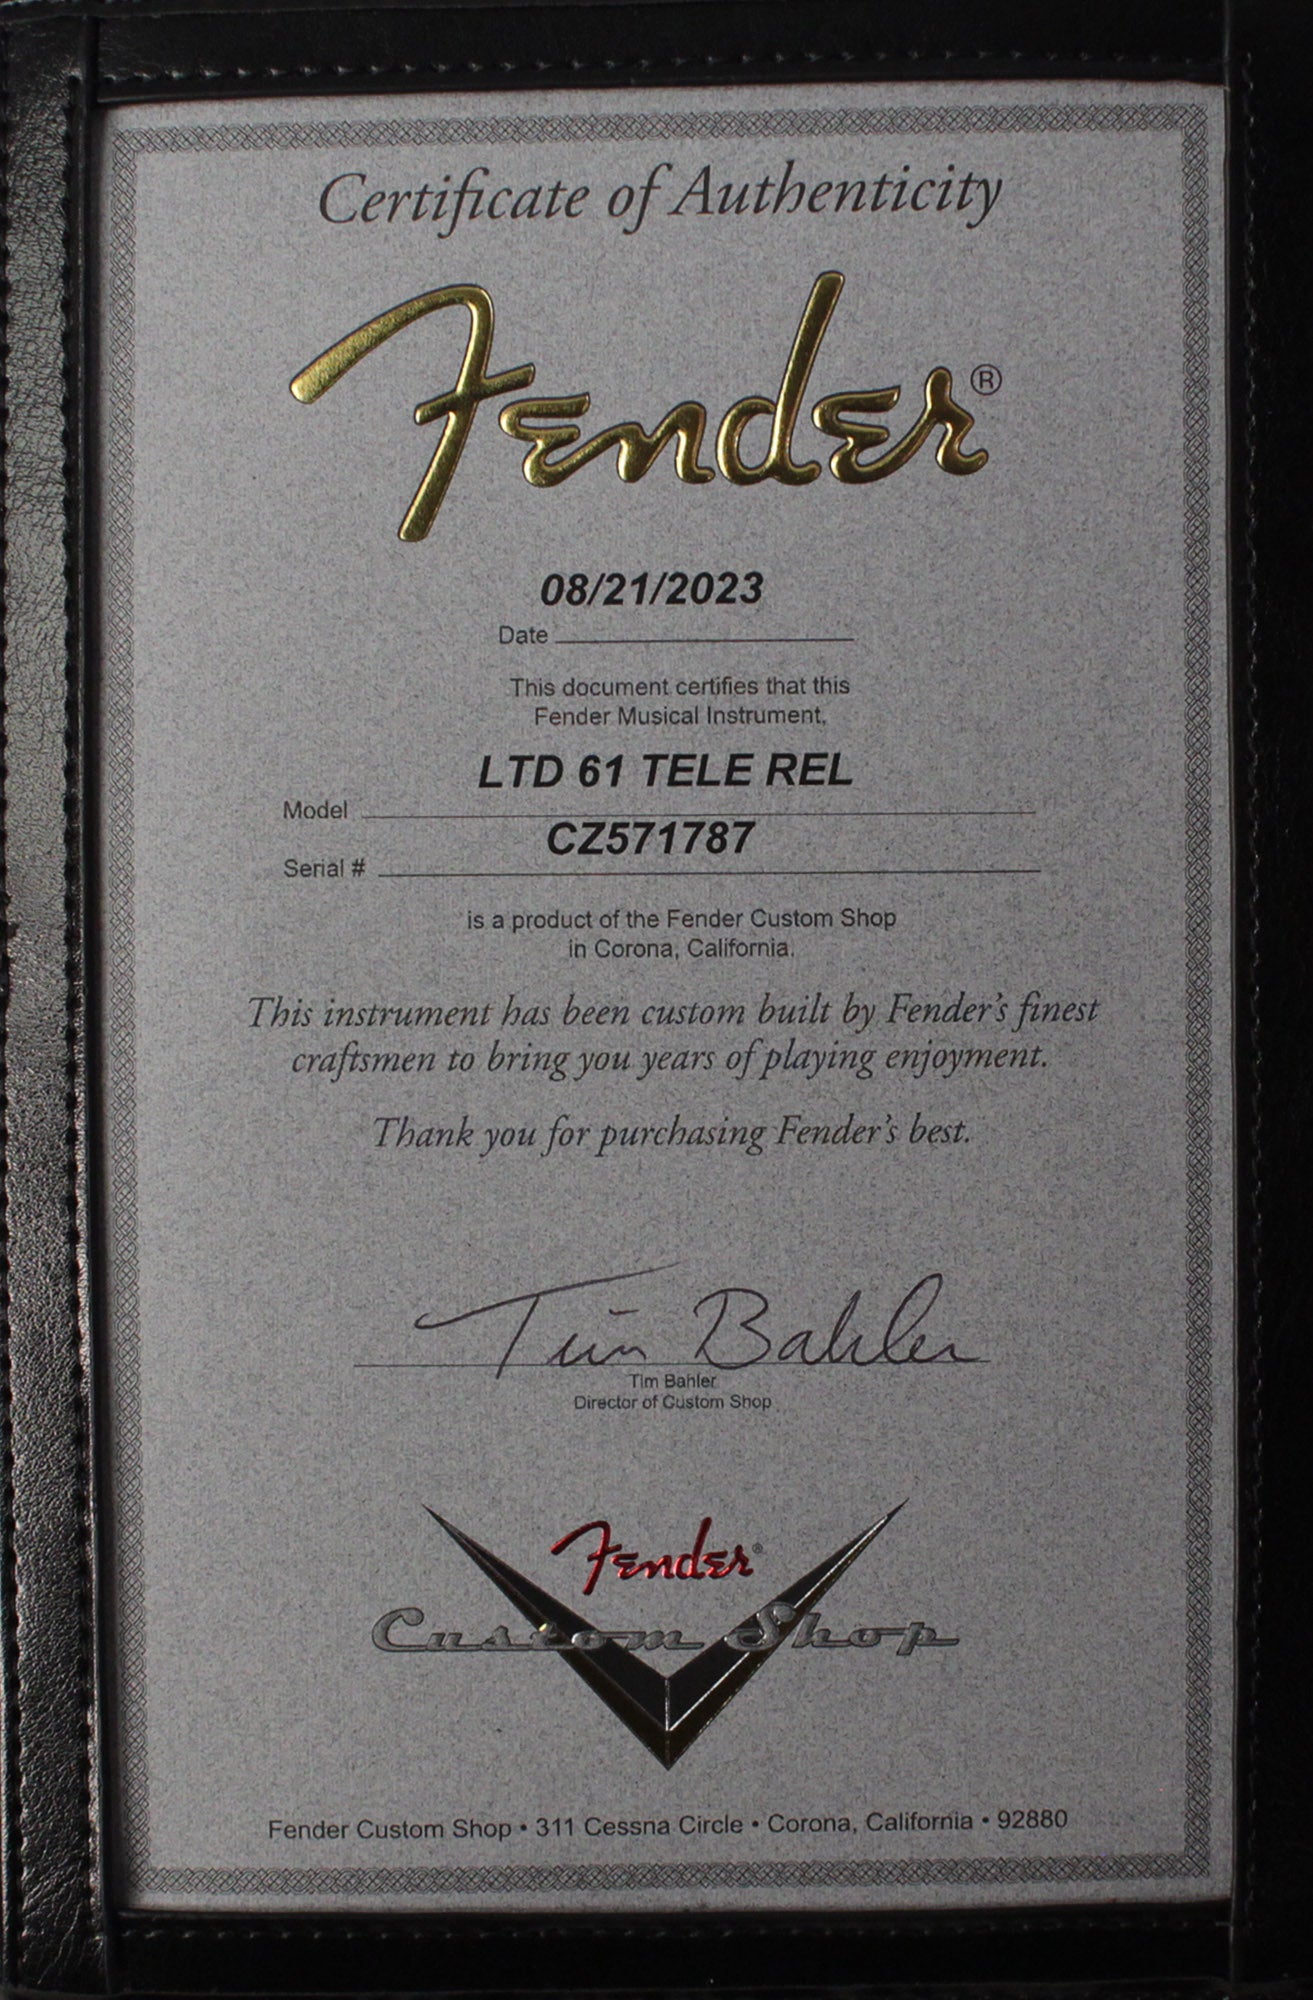 Certificate of Authenticity
Fender®
08/21/2023
Date
This document certifies that this
Fender Musical Instrument,
LTD 61 TELE REL
Model
CZ571787
Serial #
is a product of the Fender Custom Shop
in Corona, California.
This instrument has been custom built by Fender's finest
craftsmen to bring you years of playing enjoyment.
Thank you for purchasing Fender's best.
Tim Bahler
Tim Bahler
Director of Custom Shop
Fender®
Custom Shop
Fender Custom Shop • 311 Cessna Circle • Corona, California • 92880